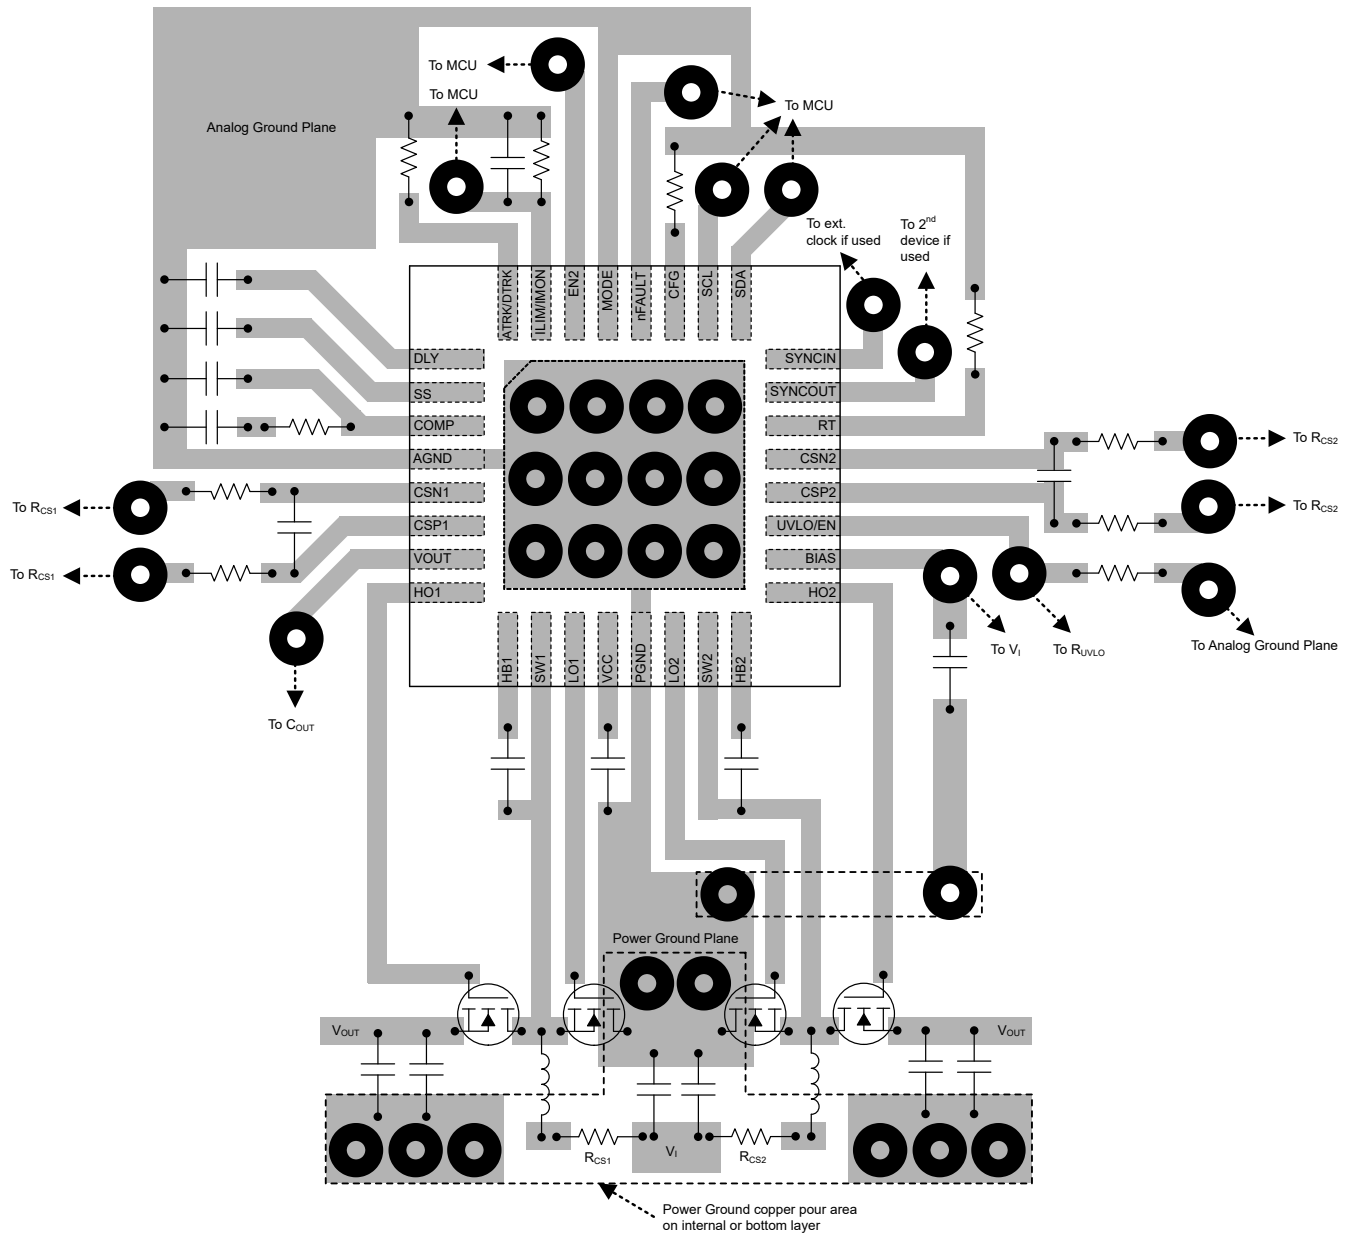 To MCU
To MCU
To MCU
Analog Ground Plane
To ext.
clock if used
To 2nd
device if
used
ATRK/DTRK
ILIM/IMON
EN2
MODE
nFAULT
CFG
SCL
SDA
DLY
SS
COMP
AGND
CSN1
CSP1
VOUT
HO1
SYNCIN
SYNCOUT
RT
CSN2
CSP2
UVLO/EN
BIAS
HO2
To RCS1
To RCS1
To COUT
To RCS2
To RCS2
To VI
To RUVLO
To Analog Ground Plane
HB1
SW1
LO1
VCC
PGND
LO2
SW2
HB2
Power Ground Plane
VOUT
VOUT
RCS1
VI
RCS2
Power Ground copper pour area
on internal or bottom layer